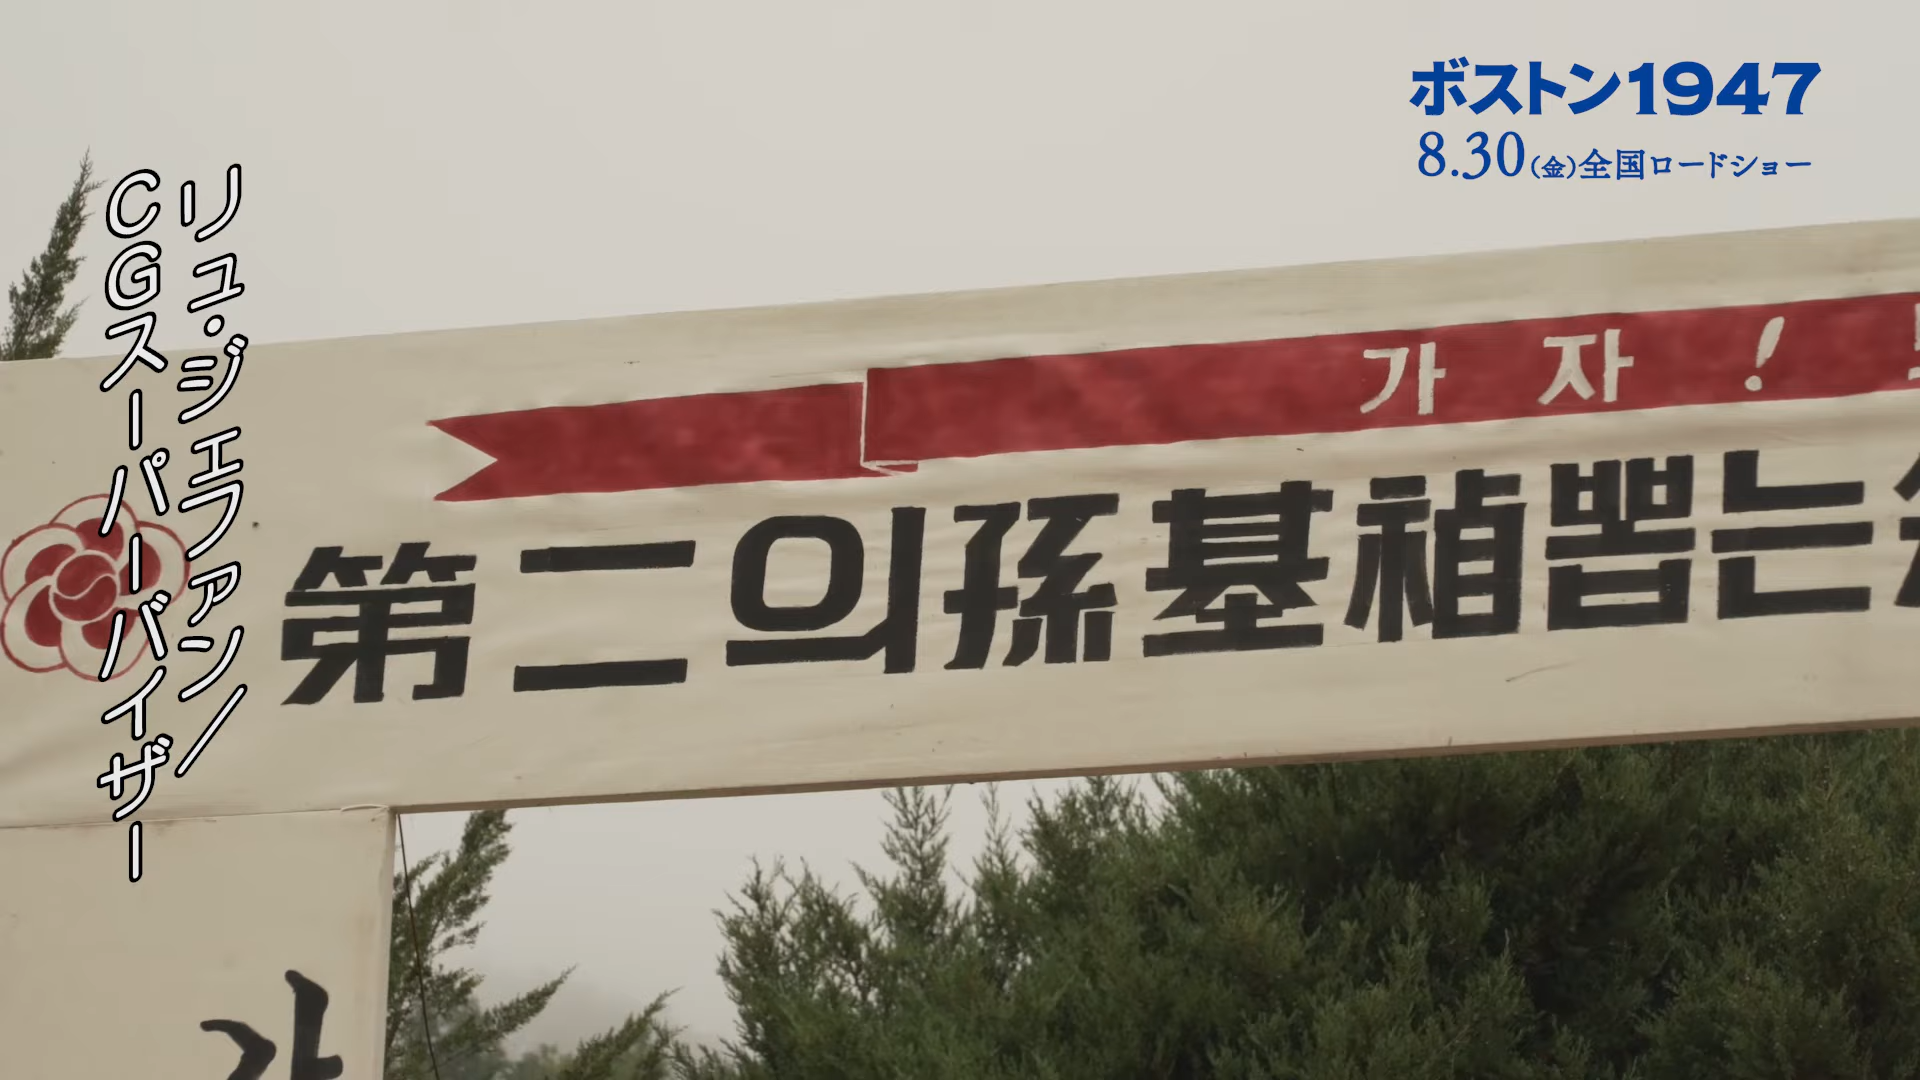 ボストン1947
8.30(金)全国ロードショー
リュ・ジェファン/
CGスーパーバイザー
가자!
第二의孫基禎뽑는